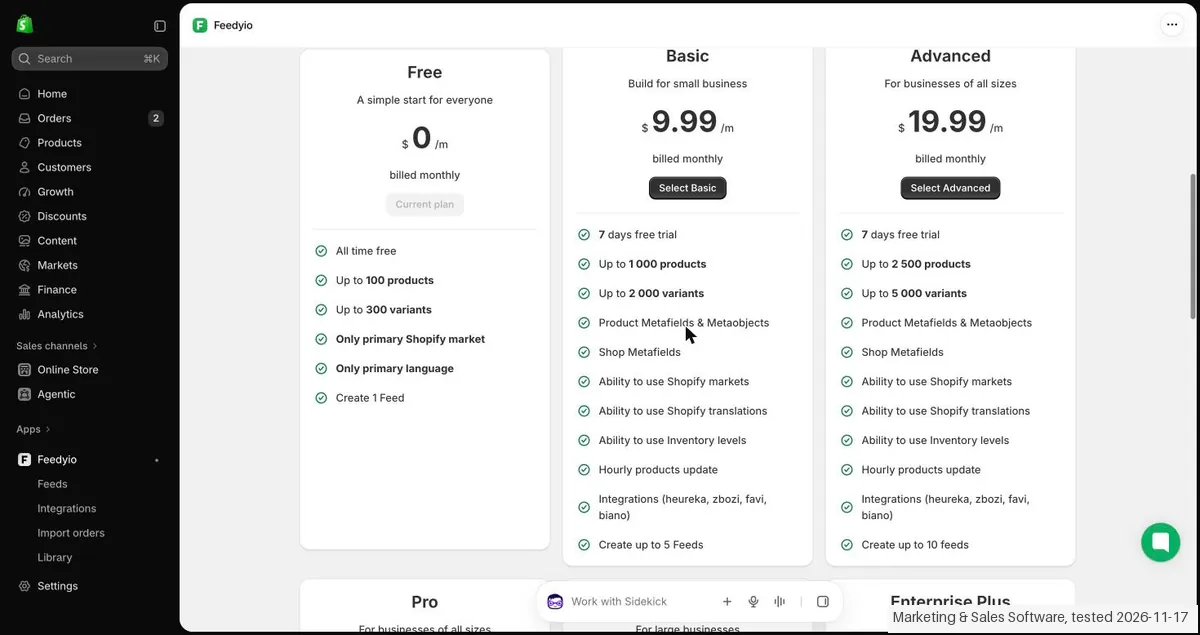 Search ⌘K
Home
Orders 2
Products
Customers
Growth
Discounts
Content
Markets
Finance
Analytics
Sales channels
Online Store
Agentic
Apps
Feedyio
Feeds
Integrations
Import orders
Library
Settings
Feedyio
Free
A simple start for everyone
$ 0 /m
billed monthly
Current plan
All time free
Up to 100 products
Up to 300 variants
Only primary Shopify market
Only primary language
Create 1 Feed
Basic
Build for small business
$ 9.99 /m
billed monthly
Select Basic
7 days free trial
Up to 1 000 products
Up to 2 000 variants
Product Metafields & Metaobjects
Shop Metafields
Ability to use Shopify markets
Ability to use Shopify translations
Ability to use Inventory levels
Hourly products update
Integrations (heureka, zbozi, favi,
biano)
Create up to 5 Feeds
Advanced
For businesses of all sizes
$ 19.99 /m
billed monthly
Select Advanced
7 days free trial
Up to 2 500 products
Up to 5 000 variants
Product Metafields & Metaobjects
Shop Metafields
Ability to use Shopify markets
Ability to use Shopify translations
Ability to use Inventory levels
Hourly products update
Integrations (heureka, zbozi, favi,
biano)
Create up to 10 feeds
Pro
For businesses of all sizes
For large businesses
Enterprise Plus
Work with Sidekick
Marketing & Sales Software, tested 2026-11-17